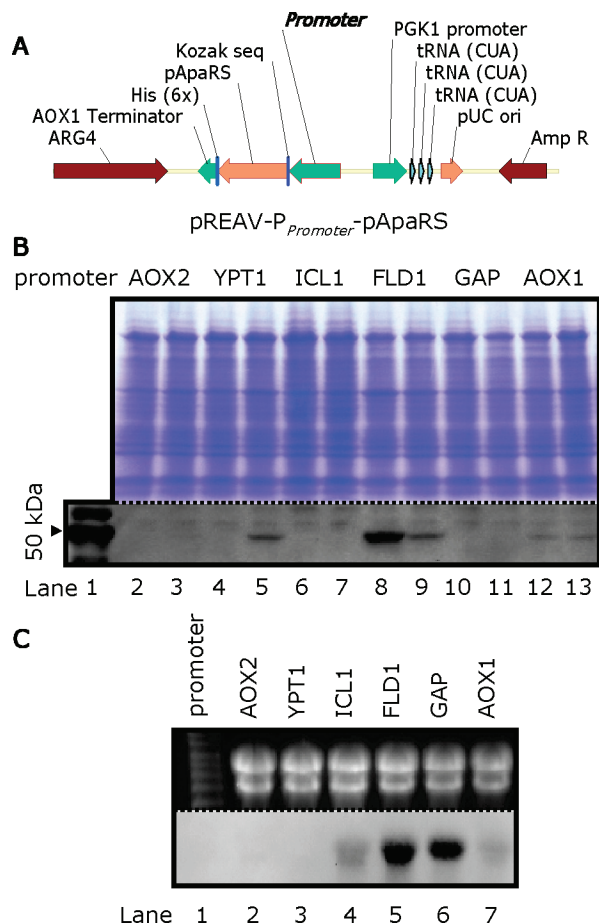 A
Promoter
PGK1 promoter
Kozak seq
tRNA (CUA)
pApaRS
tRNA (CUA)
His (6x)
tRNA (CUA)
AOX1 Terminator
pUC ori
ARG4
Amp R
pREAV-PPromoter-pApaRS
B
promoter AOX2 YPT1 ICL1 FLD1 GAP AOX1
50 kDa
Lane 1 2 3 4 5 6 7 8 9 10 11 12 13
C
promoter AOX2 YPT1 ICL1 FLD1 GAP AOX1
Lane 1 2 3 4 5 6 7